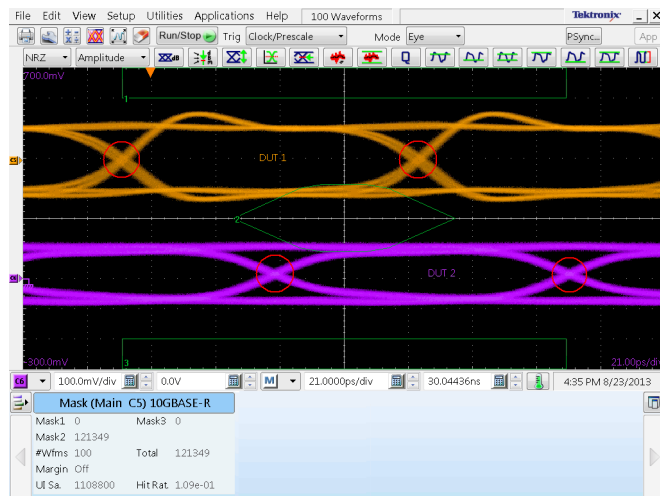 File Edit View Setup Utilities Applications Help 100 Waveforms Tektronix
Run/Stop Trig Clock/Prescale Mode Eye PSync... App
NRZ Amplitude dB Q
700.0mV
1
C5
DUT 1
2
C6
DUT 2
3
-300.0mV 21.00ps/div
C6 100.0mV/div 0.0V M 21.0000ps/div 30.04436ns 4:35 PM 8/23/2013
Mask (Main C5) 10GBASE-R
Mask1 0 Mask3 0
Mask2 121349
#Wfms 100 Total 121349
Margin Off
UI Sa. 1108800 Hit Rat. 1.09e-01